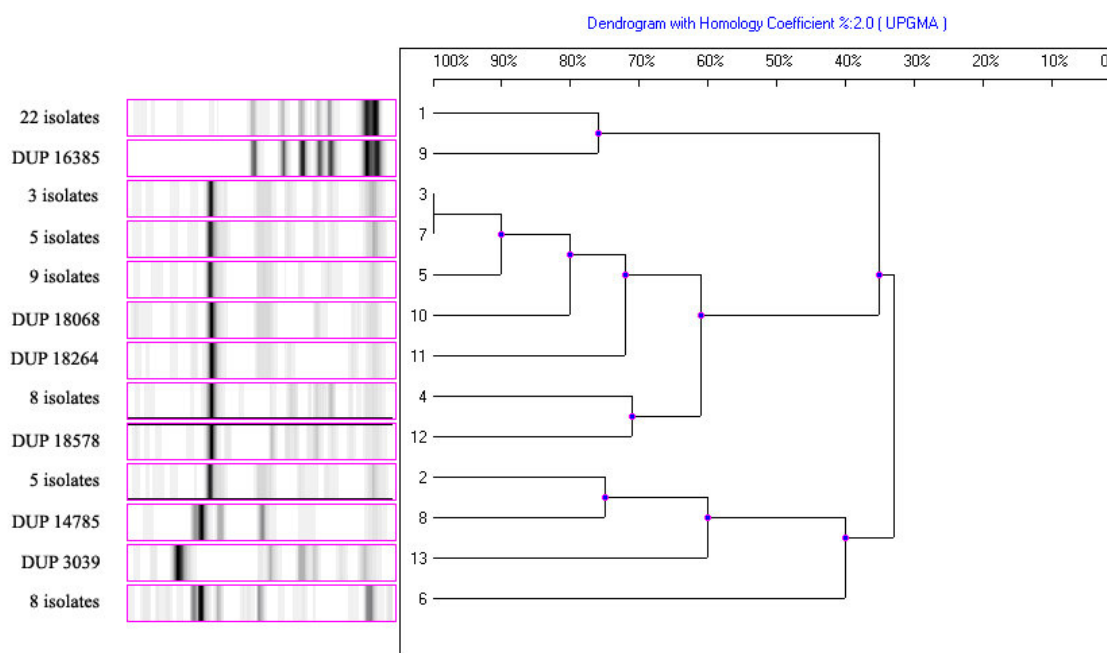 Dendrogram with Homology Coefficient %:2.0 ( UPGMA )
100% 90% 80% 70% 60% 50% 40% 30% 20% 10% 0
22 isolates 1
DUP 16385 9
3 isolates 3
5 isolates 7
9 isolates 5
DUP 18068 10
DUP 18264 11
8 isolates 4
DUP 18578 12
5 isolates 2
DUP 14785 8
DUP 3039 13
8 isolates 6